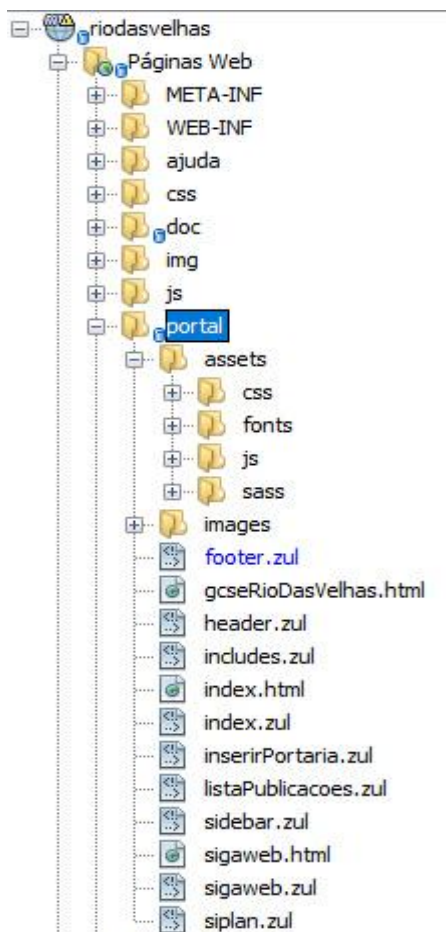 riodasvelhas
Páginas Web
META-INF
WEB-INF
ajuda
css
doc
img
js
portal
assets
css
fonts
js
sass
images
footer.zul
gcseRioDasVelhas.html
header.zul
includes.zul
index.html
index.zul
inserirPortaria.zul
listaPublicacoes.zul
sidebar.zul
sigaweb.html
sigaweb.zul
siplan.zul